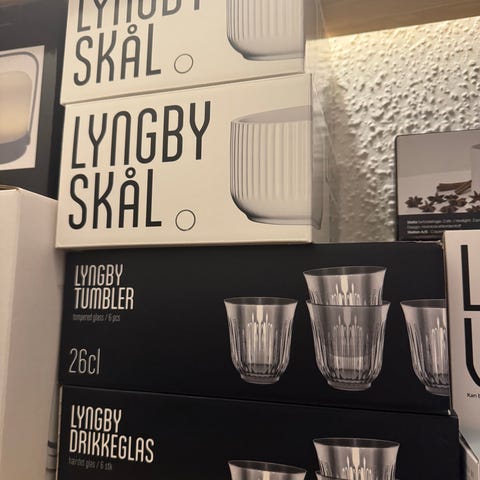 LYNGBY
SKÅL
LYNGBY
SKÅL
LYNGBY
TUMBLER
tempered glass / 6 pcs
26cl
LYNGBY
DRIKKEGLAS
hærdet glas / 6 stk